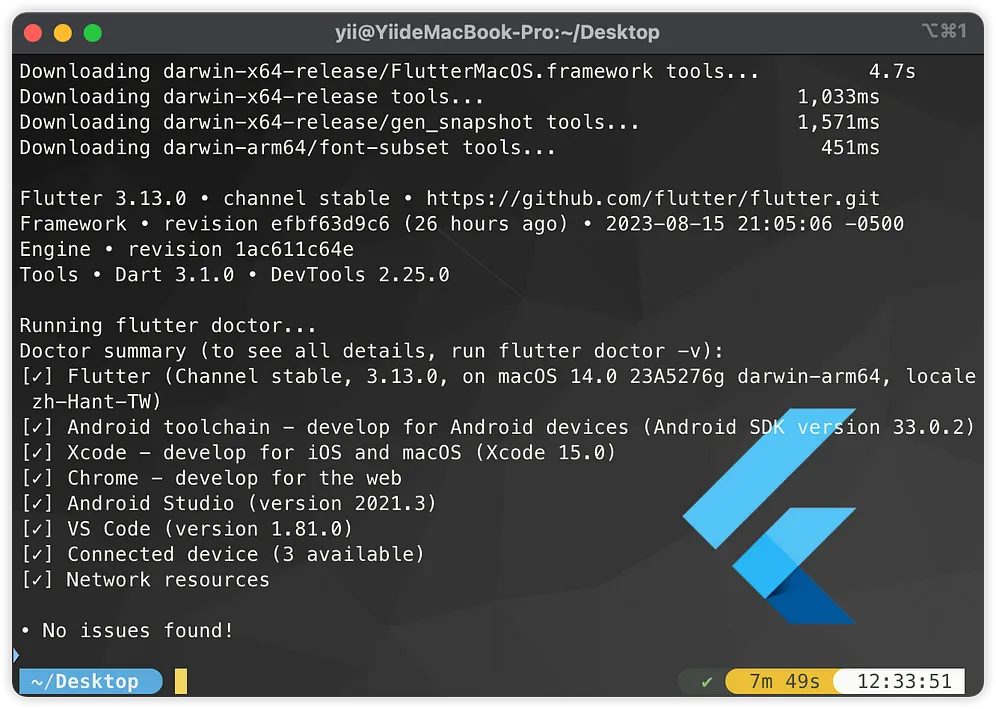 yii@YiideMacBook-Pro:~/Desktop ⌥⌘1
Downloading darwin-x64-release/FlutterMacOS.framework tools... 4.7s
Downloading darwin-x64-release tools... 1,033ms
Downloading darwin-x64-release/gen_snapshot tools... 1,571ms
Downloading darwin-arm64/font-subset tools... 451ms
Flutter 3.13.0 • channel stable • https://github.com/flutter/flutter.git
Framework • revision efbf63d9c6 (26 hours ago) • 2023-08-15 21:05:06 -0500
Engine • revision 1ac611c64e
Tools • Dart 3.1.0 • DevTools 2.25.0
Running flutter doctor...
Doctor summary (to see all details, run flutter doctor -v):
[✓] Flutter (Channel stable, 3.13.0, on macOS 14.0 23A5276g darwin-arm64, locale
zh-Hant-TW)
[✓] Android toolchain - develop for Android devices (Android SDK version 33.0.2)
[✓] Xcode - develop for iOS and macOS (Xcode 15.0)
[✓] Chrome - develop for the web
[✓] Android Studio (version 2021.3)
[✓] VS Code (version 1.81.0)
[✓] Connected device (3 available)
[✓] Network resources
• No issues found!
~/Desktop ✔ 7m 49s 12:33:51